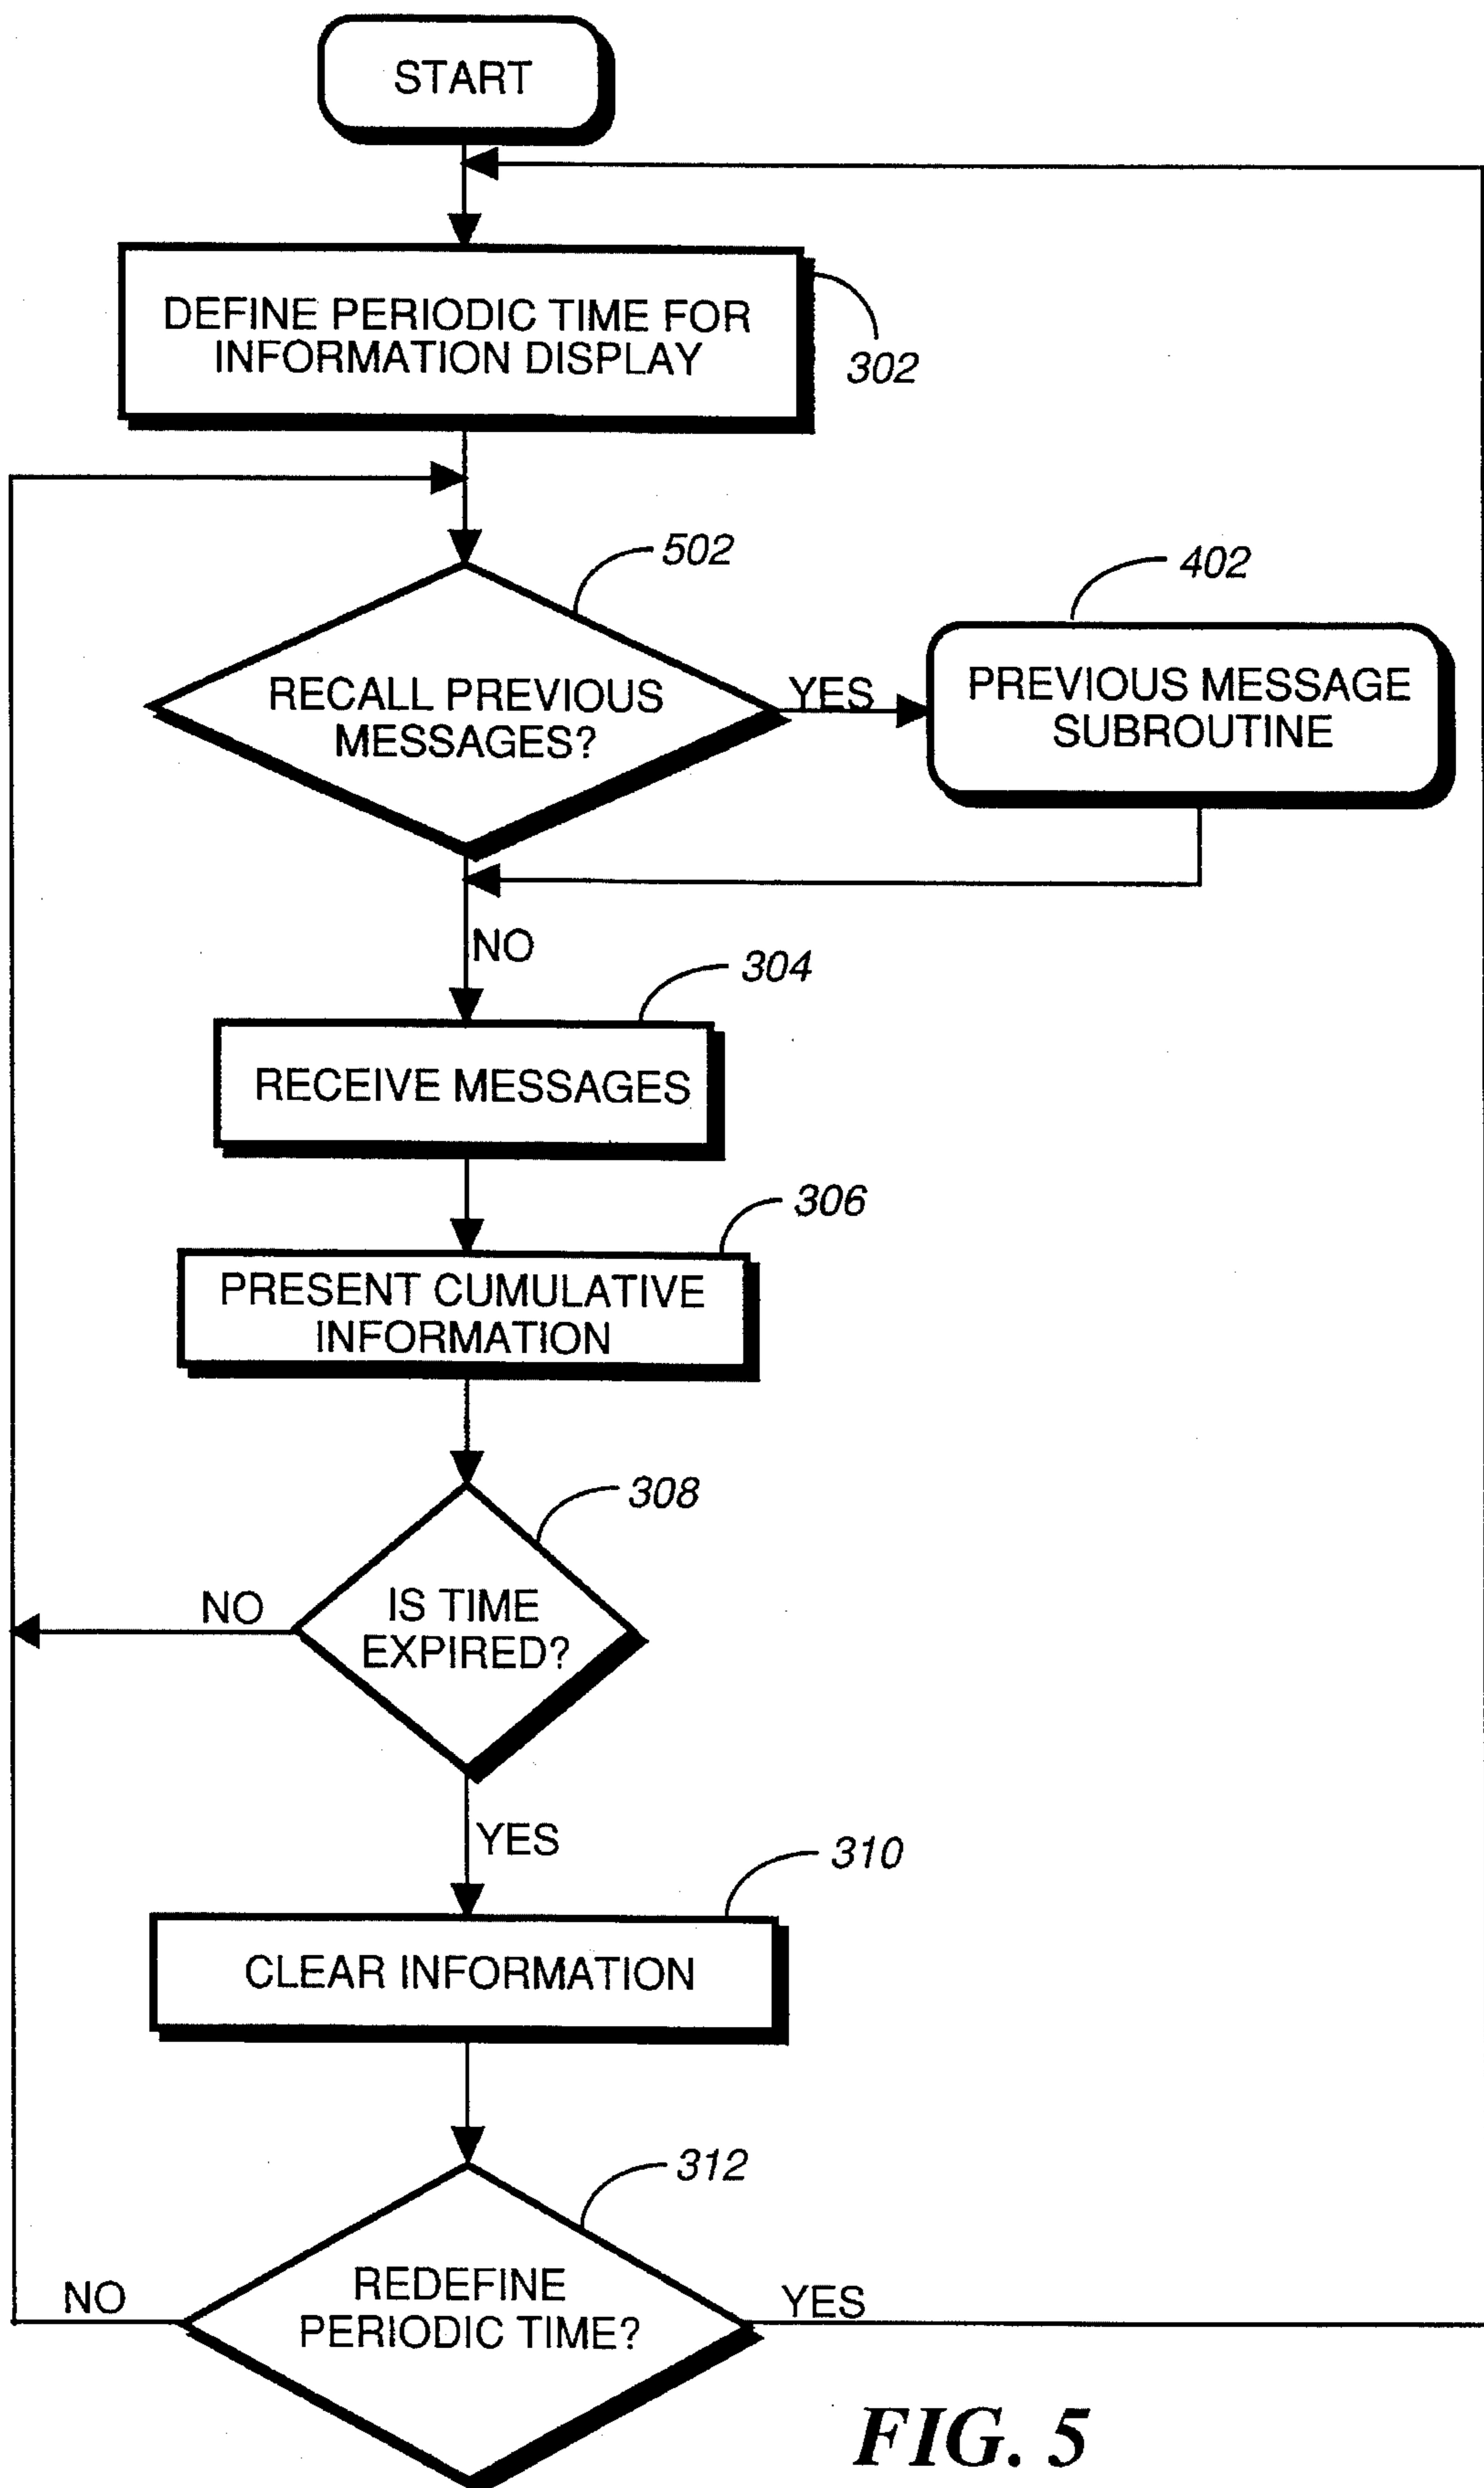 START
DEFINE PERIODIC TIME FOR
INFORMATION DISPLAY
302
502
RECALL PREVIOUS
MESSAGES?
YES
402
PREVIOUS MESSAGE
SUBROUTINE
NO
304
RECEIVE MESSAGES
306
PRESENT CUMULATIVE
INFORMATION
308
IS TIME
EXPIRED?
NO
YES
310
CLEAR INFORMATION
312
REDEFINE
PERIODIC TIME?
NO
YES
FIG. 5